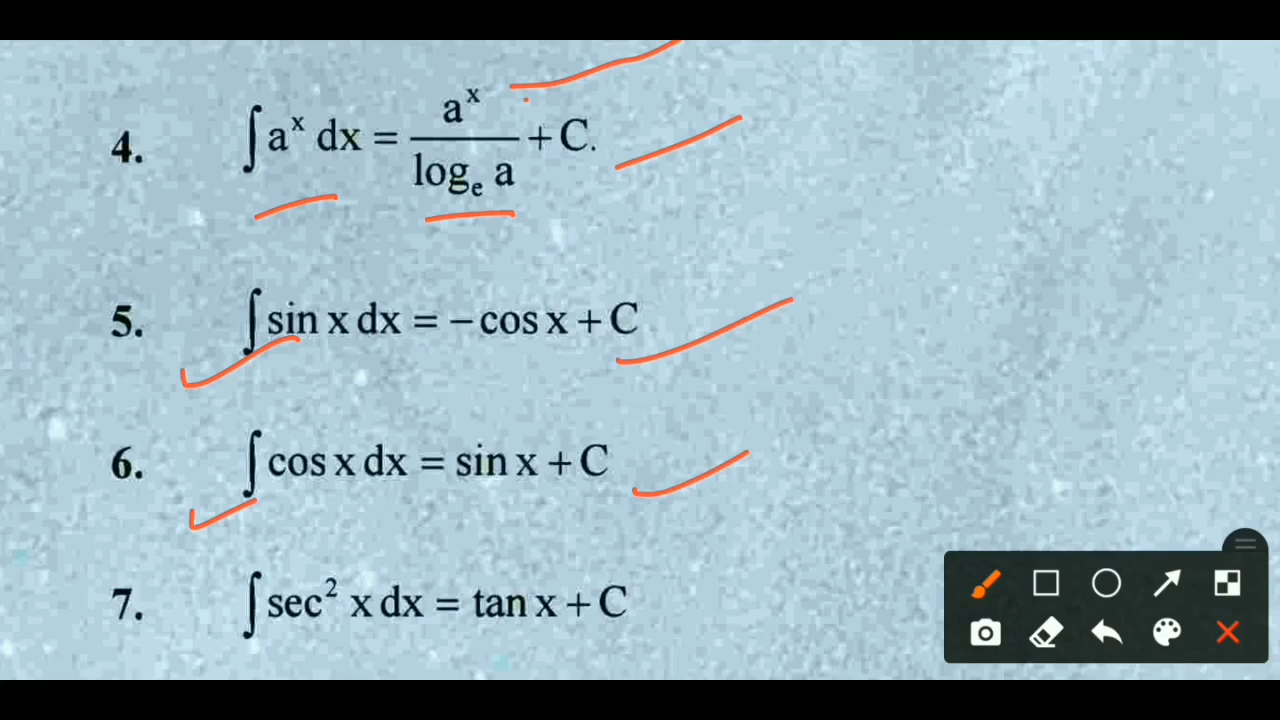 4. ∫ aˣ dx = aˣ / logₑ a + C.
5. ∫ sin x dx = – cos x + C
6. ∫ cos x dx = sin x + C
7. ∫ sec² x dx = tan x + C